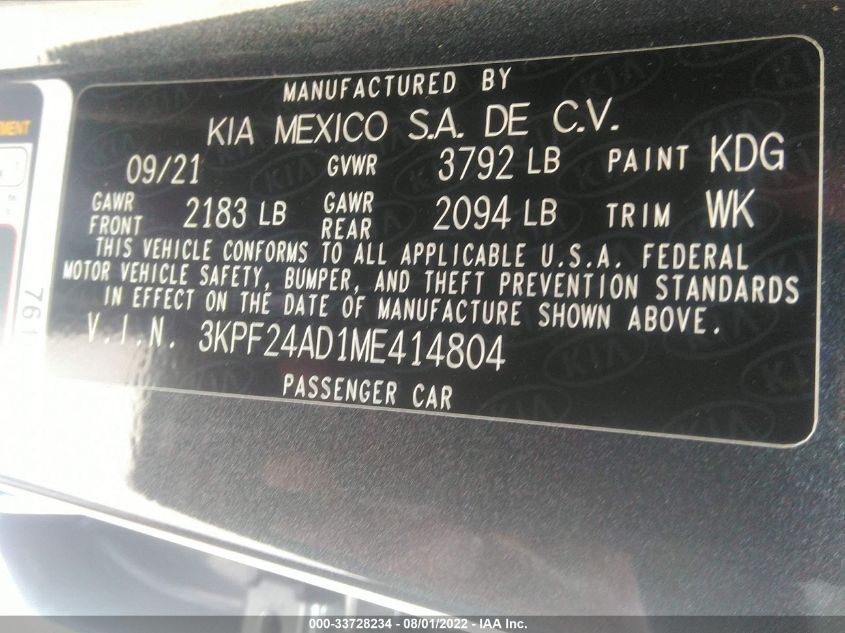 MANUFACTURED BY
KIA MEXICO S.A. DE C.V.
09/21 GVWR 3792 LB PAINT KDG
GAWR FRONT 2183 LB GAWR REAR 2094 LB TRIM WK
THIS VEHICLE CONFORMS TO ALL APPLICABLE U.S.A. FEDERAL
MOTOR VEHICLE SAFETY, BUMPER, AND THEFT PREVENTION STANDARDS
IN EFFECT ON THE DATE OF MANUFACTURE SHOWN ABOVE.
V.I.N. 3KPF24AD1ME414804
PASSENGER CAR
761
000-33728234 - 08/01/2022 - IAA Inc.